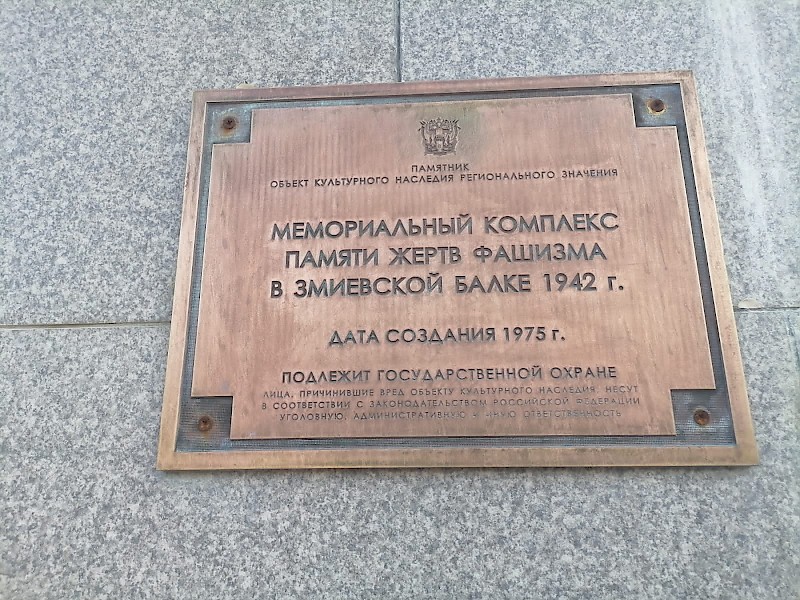 ПАМЯТНИК
ОБЪЕКТ КУЛЬТУРНОГО НАСЛЕДИЯ РЕГИОНАЛЬНОГО ЗНАЧЕНИЯ
МЕМОРИАЛЬНЫЙ КОМПЛЕКС
ПАМЯТИ ЖЕРТВ ФАШИЗМА
В ЗМИЕВСКОЙ БАЛКЕ 1942 г.
ДАТА СОЗДАНИЯ 1975 г.
ПОДЛЕЖИТ ГОСУДАРСТВЕННОЙ ОХРАНЕ
ЛИЦА, ПРИЧИНИВШИЕ ВРЕД ОБЪЕКТУ КУЛЬТУРНОГО НАСЛЕДИЯ, НЕСУТ
В СООТВЕТСТВИИ С ЗАКОНОДАТЕЛЬСТВОМ РОССИЙСКОЙ ФЕДЕРАЦИИ
УГОЛОВНУЮ, АДМИНИСТРАТИВНУЮ И ОТВЕТСТВЕННОСТЬ